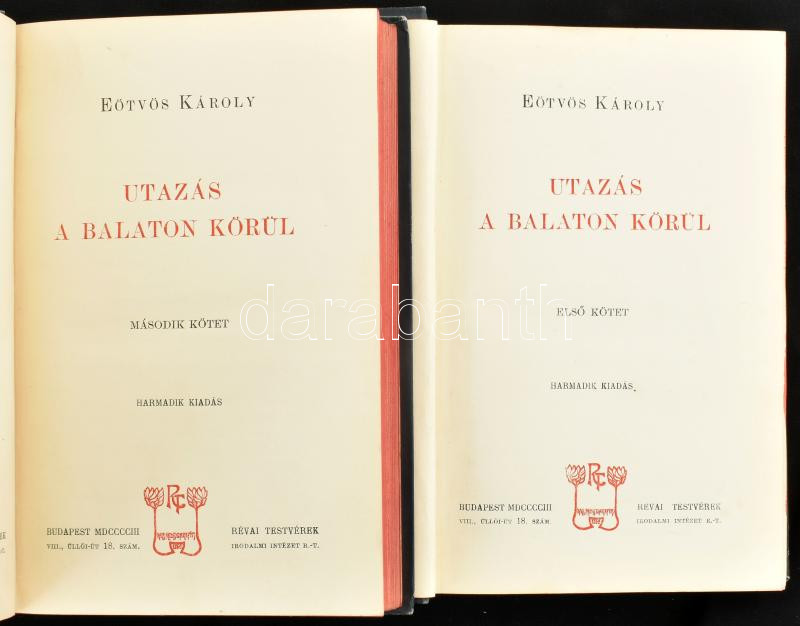 EÖTVÖS KÁROLY
UTAZÁS
A BALATON KÖRÜL
MÁSODIK KÖTET
HARMADIK KIADÁS
BUDAPEST MDCCCCIII
VIII., ÜLLŐI-ÚT 18. SZÁM.
RÉVAI TESTVÉREK
IRODALMI INTÉZET R.-T.
EÖTVÖS KÁROLY
UTAZÁS
A BALATON KÖRÜL
ELSŐ KÖTET
HARMADIK KIADÁS
BUDAPEST MDCCCCIII
VIII., ÜLLŐI-ÚT 18. SZÁM.
RÉVAI TESTVÉREK
IRODALMI INTÉZET R.-T.
darabanth